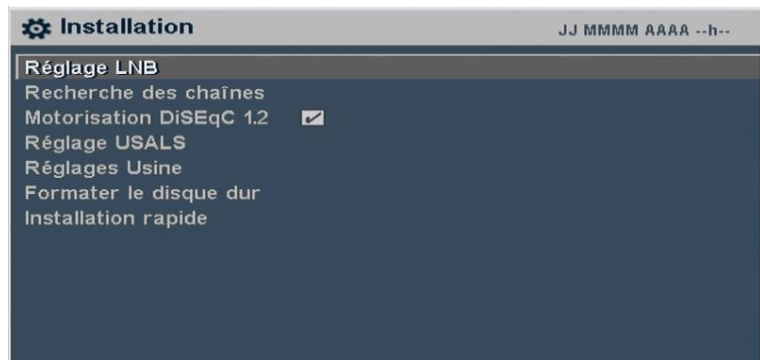 Installation
JJ MMMM AAAA --h--
Réglage LNB
Recherche des chaînes
Motorisation DiSEqC 1.2
Réglage USALS
Réglages Usine
Formater le disque dur
Installation rapide